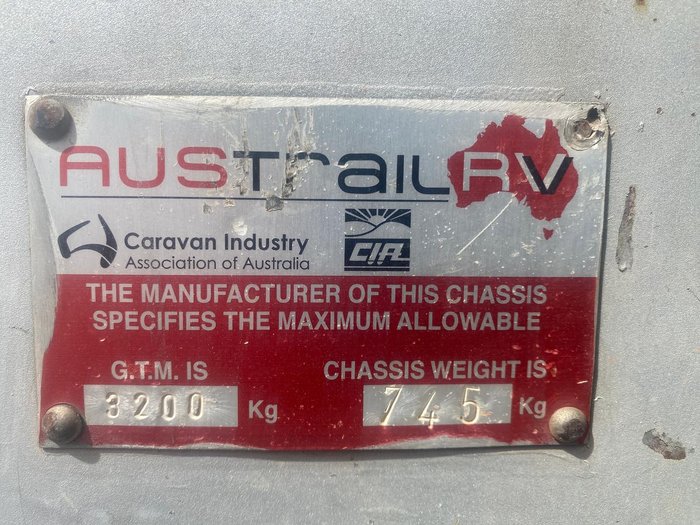 AUSTraiLRV
Caravan Industry
Association of Australia
CIA
THE MANUFACTURER OF THIS CHASSIS
SPECIFIES THE MAXIMUM ALLOWABLE
G.T.M. IS CHASSIS WEIGHT IS
3200 Kg 745 Kg